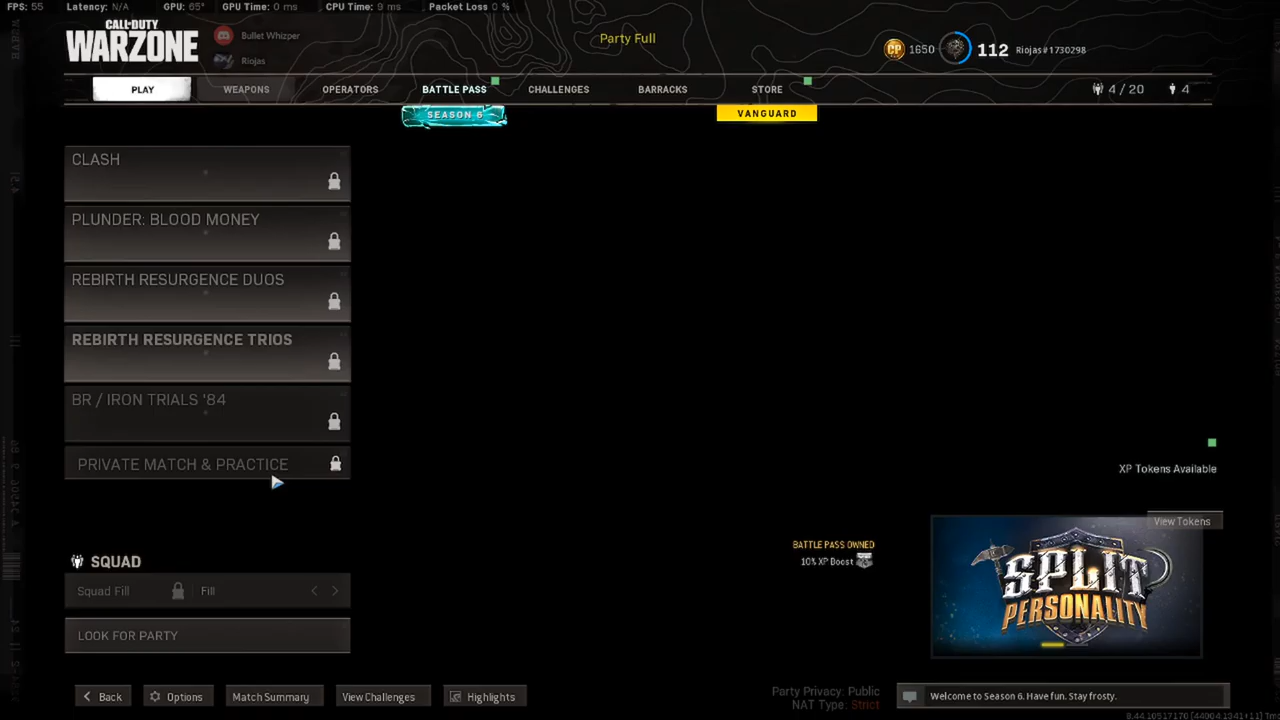 FPS: 55 Latency: N/A GPU: 65° GPU Time: 0 ms CPU Time: 9 ms Packet Loss 0 %
CALL OF DUTY
WARZONE
Bullet Whizper
Riojas
Party Full
CP 1650
112 Riojas#1730298
PLAY WEAPONS OPERATORS BATTLE PASS CHALLENGES BARRACKS STORE
4 / 20 4
SEASON 6
VANGUARD
CLASH
PLUNDER: BLOOD MONEY
REBIRTH RESURGENCE DUOS
REBIRTH RESURGENCE TRIOS
BR / IRON TRIALS '84
PRIVATE MATCH & PRACTICE
XP Tokens Available
View Tokens
BATTLE PASS OWNED
10% XP Boost
SPLIT
PERSONALITY
SQUAD
Squad Fill Fill
LOOK FOR PARTY
Back Options Match Summary View Challenges Highlights
Party Privacy: Public
NAT Type: Strict
Welcome to Season 6. Have fun. Stay frosty.